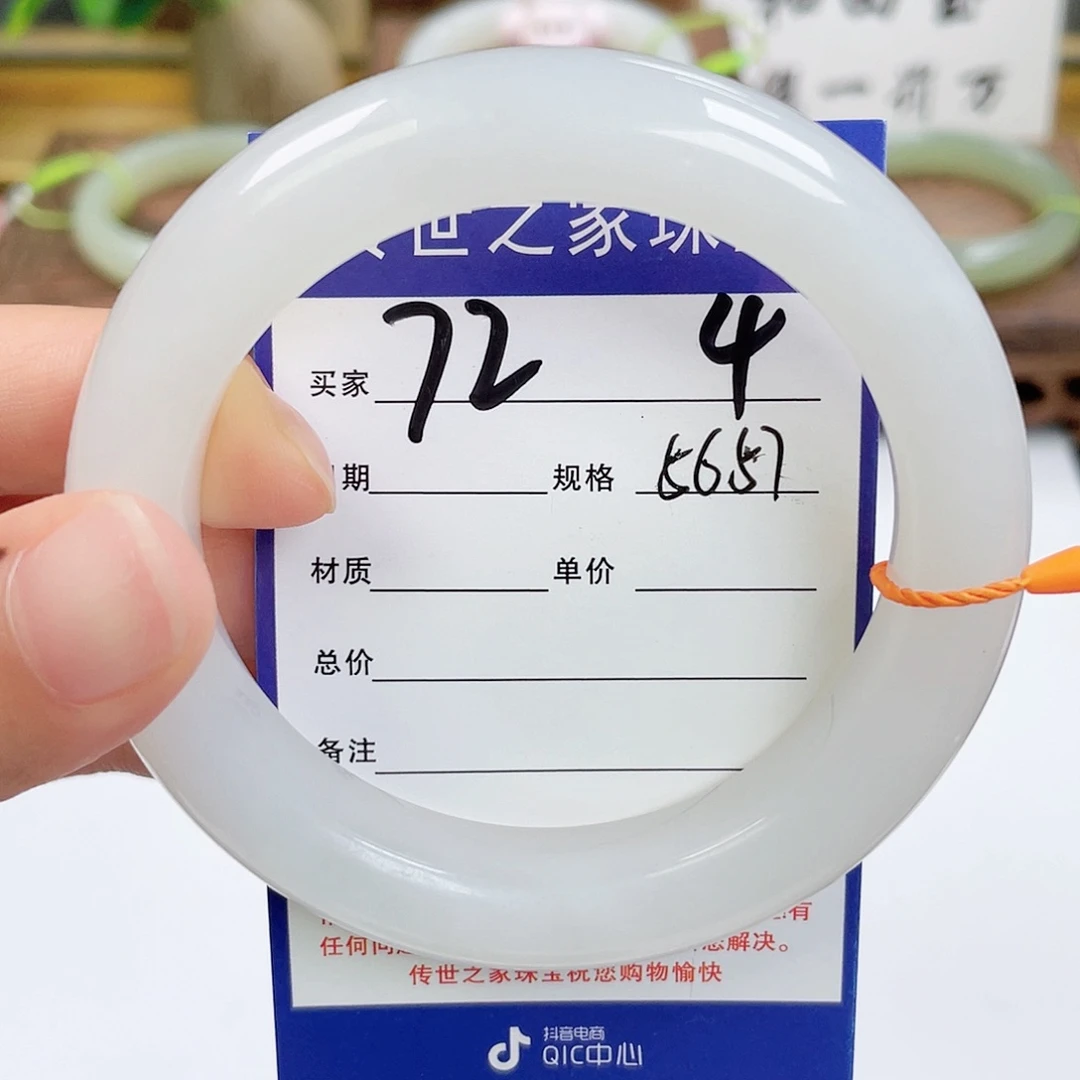 世之家珠
买家 72 4
期 规格 5657
材质 单价
总价
备注
有
任何问 解决。
传世之家珠宝祝您购物愉快
抖音电商
QIC中心